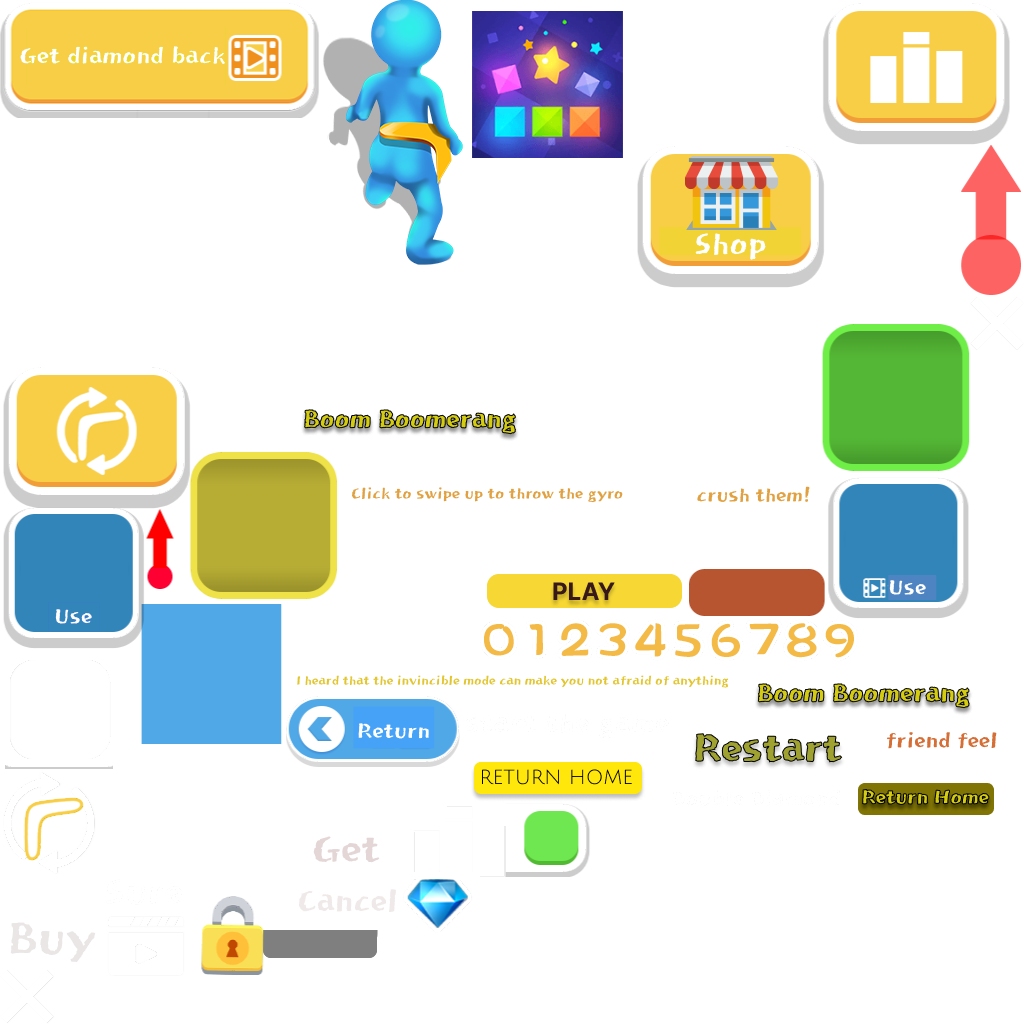 Get diamond back
Shop
Boom Boomerang
Click to swipe up to throw the gyro
crush them!
Use
PLAY
Use
0123456789
I heard that the invincible mode can make you not afraid of anything
Boom Boomerang
Return
Restart
friend feel
RETURN HOME
Return Home
Get
Cancel
Buy